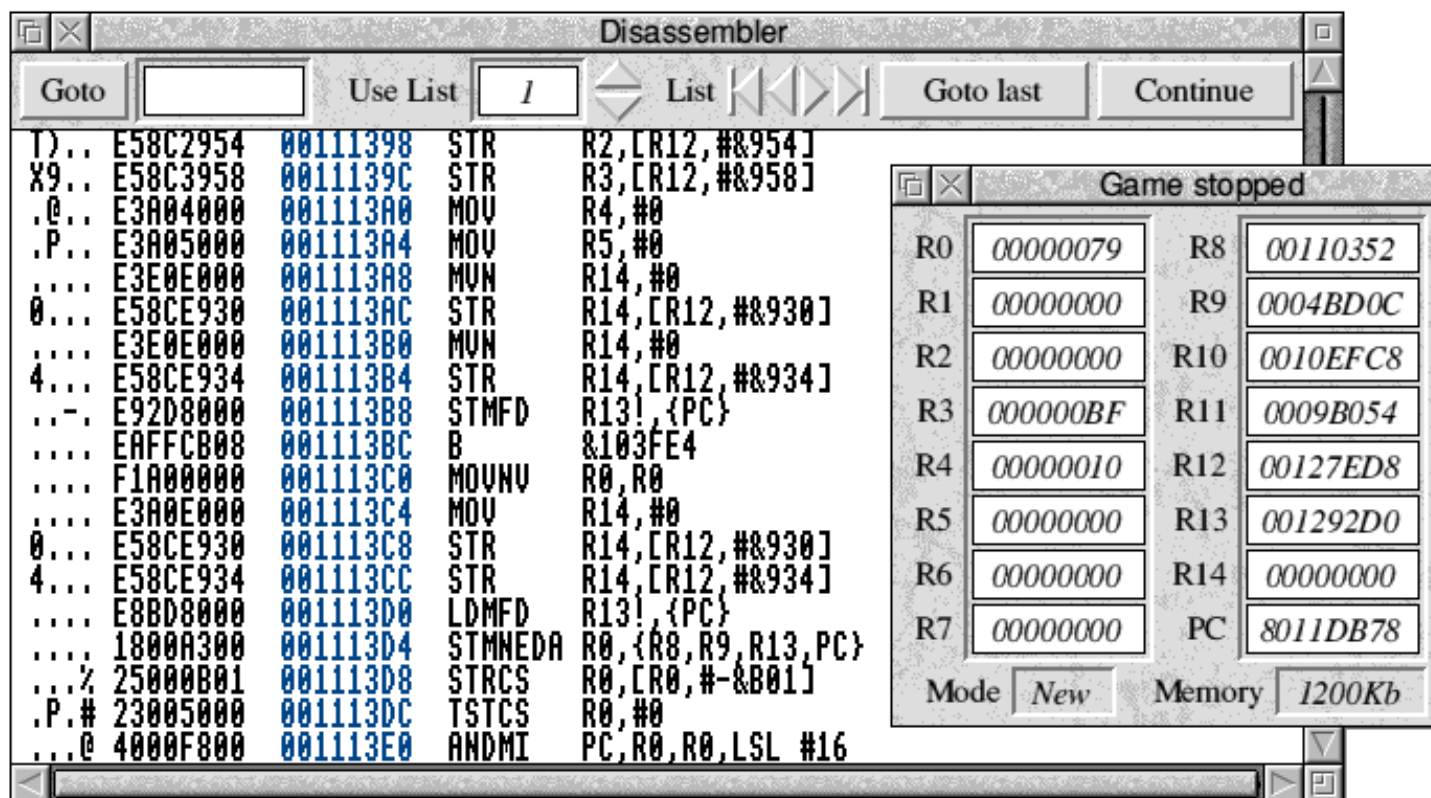 Disassembler
Goto Use List 1 List Goto last Continue
T).. E58C2954 00111398 STR R2,[R12,#&954]
X9.. E58C3958 0011139C STR R3,[R12,#&958]
.@.. E3A04000 001113A0 MOV R4,#0
.P.. E3A05000 001113A4 MOV R5,#0
.... E3E0E000 001113A8 MVN R14,#0
0... E58CE930 001113AC STR R14,[R12,#&930]
.... E3E0E000 001113B0 MVN R14,#0
4... E58CE934 001113B4 STR R14,[R12,#&934]
..-. E92D8000 001113B8 STMFD R13!,{PC}
.... EAFFCB08 001113BC B &103FE4
.... F1A00000 001113C0 MOVNV R0,R0
.... E3A0E000 001113C4 MOV R14,#0
0... E58CE930 001113C8 STR R14,[R12,#&930]
4... E58CE934 001113CC STR R14,[R12,#&934]
.... E8BD8000 001113D0 LDMFD R13!,{PC}
.... 1800A300 001113D4 STMNEDA R0,{R8,R9,R13,PC}
...% 25000B01 001113D8 STRCS R0,[R0,#-&B01]
.P.# 23005000 001113DC TSTCS R0,#0
...@ 4000F800 001113E0 ANDMI PC,R0,R0,LSL #16
Game stopped
R0 00000079 R8 00110352
R1 00000000 R9 0004BD0C
R2 00000000 R10 0010EFC8
R3 000000BF R11 0009B054
R4 00000010 R12 00127ED8
R5 00000000 R13 001292D0
R6 00000000 R14 00000000
R7 00000000 PC 8011DB78
Mode New Memory 1200Kb